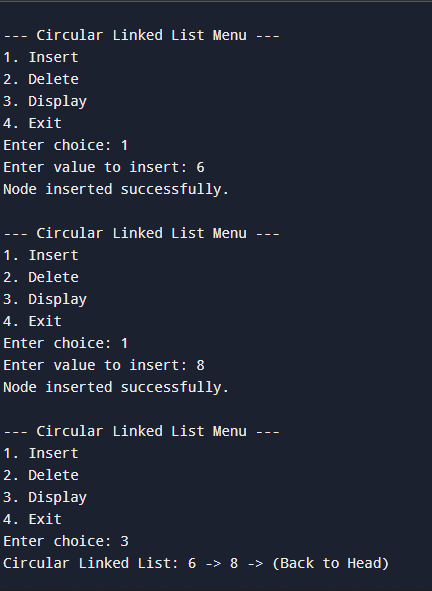 --- Circular Linked List Menu ---
1. Insert
2. Delete
3. Display
4. Exit
Enter choice: 1
Enter value to insert: 6
Node inserted successfully.

--- Circular Linked List Menu ---
1. Insert
2. Delete
3. Display
4. Exit
Enter choice: 1
Enter value to insert: 8
Node inserted successfully.

--- Circular Linked List Menu ---
1. Insert
2. Delete
3. Display
4. Exit
Enter choice: 3
Circular Linked List: 6 -> 8 -> (Back to Head)